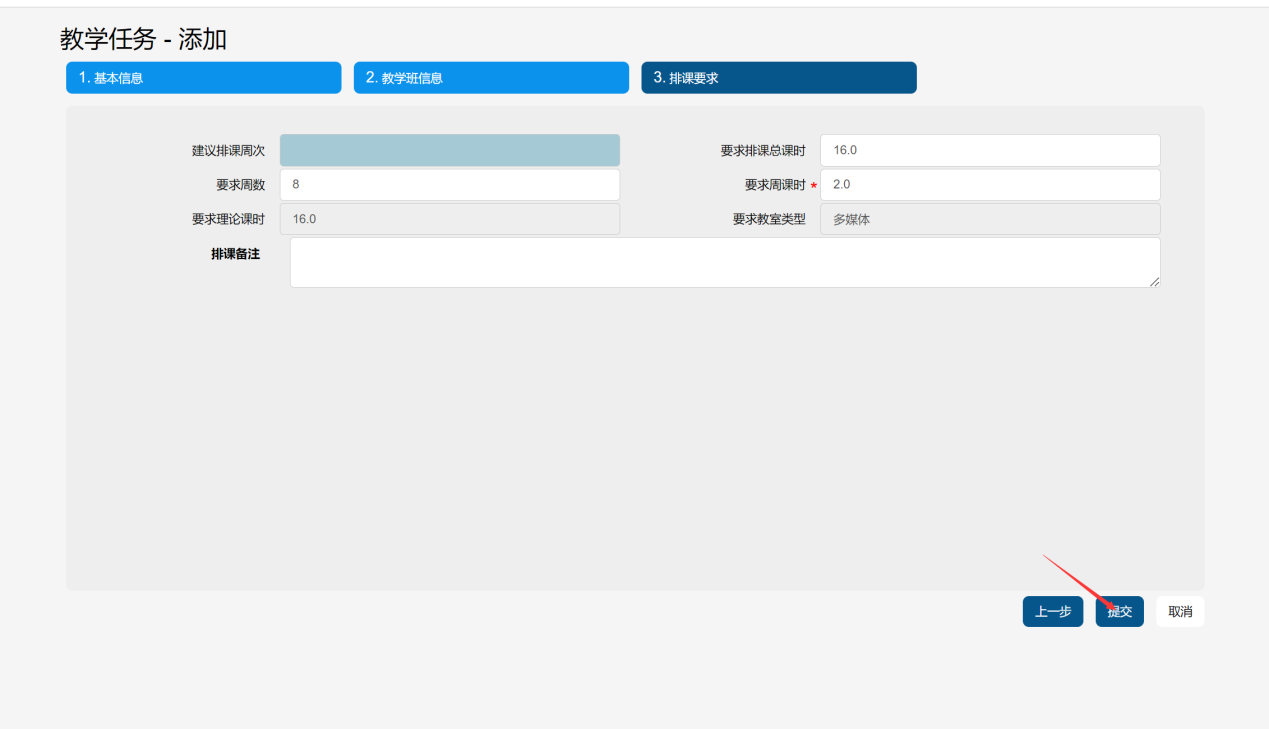 教学任务 - 添加
1. 基本信息 2. 教学班信息 3. 排课要求
建议排课周次 要求排课总课时 16.0
要求周数 8 要求周课时 * 2.0
要求理论课时 16.0 要求教室类型 多媒体
排课备注
上一步 提交 取消